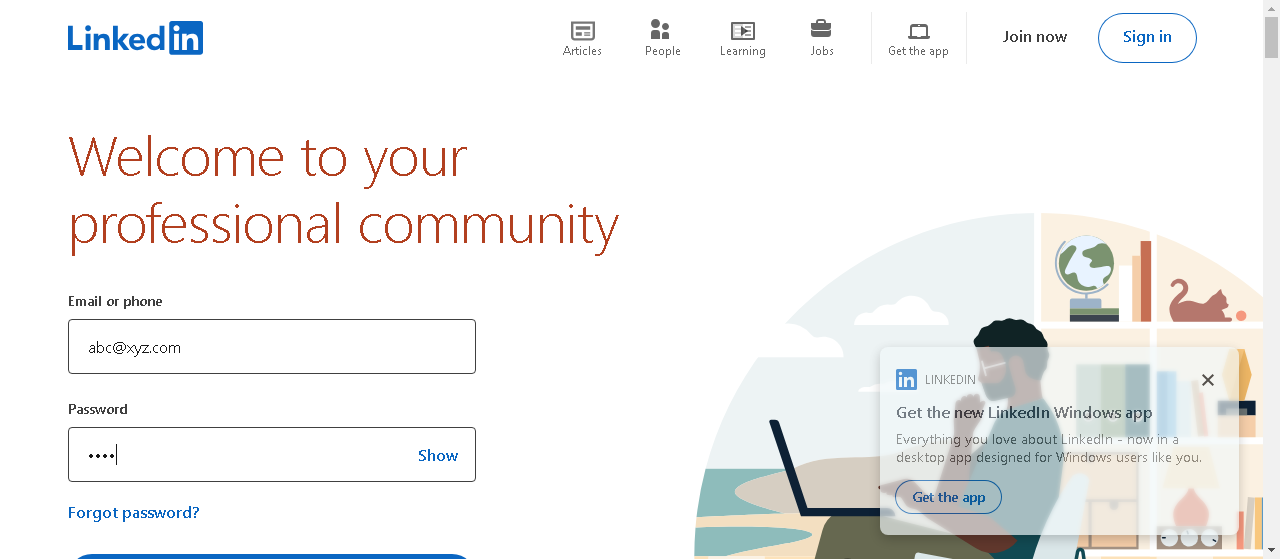 LinkedIn
Articles
People
Learning
Jobs
Get the app
Join now
Sign in
Welcome to your
professional community
Email or phone
abc@xyz.com
Password
••••
Show
Forgot password?
in LINKEDIN
Get the new LinkedIn Windows app
Everything you love about LinkedIn - now in a
desktop app designed for Windows users like you.
Get the app